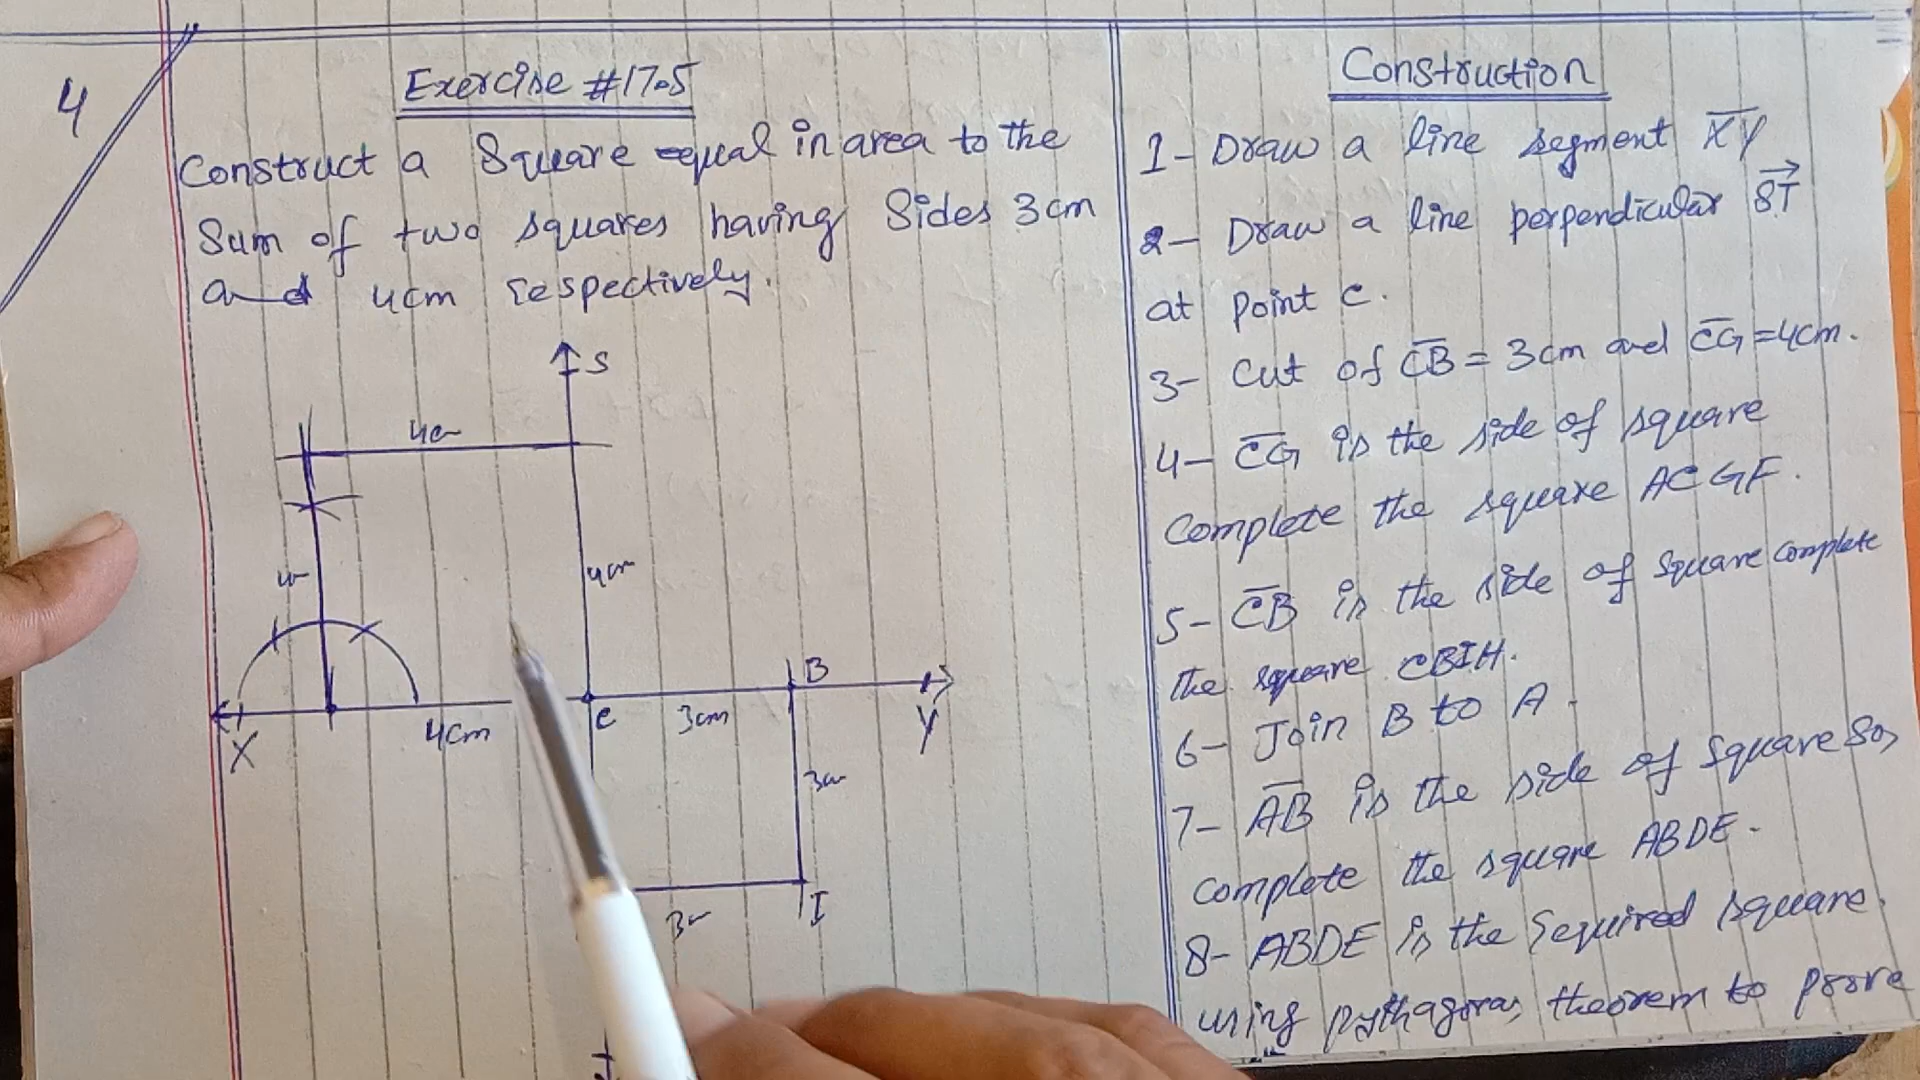 4
Exercise #17.5
Construct a Square equal in area to the
Sum of two squares having Sides 3cm
and 4cm respectively.
S
4cm
4cm
X
4cm
C
3cm
B
Y
3cm
3cm
I
Construction
1- Draw a line segment XY
2- Draw a line perpendicular ST
at point C.
3- Cut of CB = 3cm and CG = 4cm.
4- CG is the side of square
Complete the square ACGF.
5- CB is the side of square complete
the square CBIH.
6- Join B to A.
7- AB is the side of square so,
complete the square ABDE.
8- ABDE is the required square.
using pythagoras theorem to prove